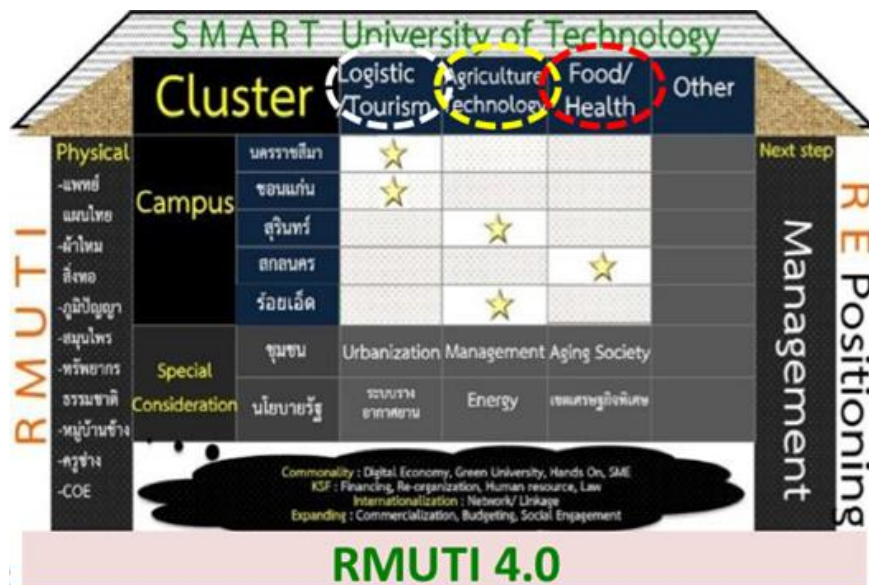 SMART University of Technology
Cluster
Logistic
/Tourism
Agriculture
Technology
Food/
Health
Other
RMUTI
Physical
-แพทย์
แผนไทย
-ผ้าไหม
สิ่งทอ
-ภูมิปัญญา
-สมุนไพร
-ทรัพยากร
ธรรมชาติ
-หมู่บ้านช้าง
-ครูช่าง
-COE
Campus
นครราชสีมา
ขอนแก่น
สุรินทร์
สกลนคร
ร้อยเอ็ด
Special
Consideration
ชุมชน
Urbanization
Management
Aging Society
นโยบายรัฐ
ระบบราง
อากาศยาน
Energy
เขตเศรษฐกิจพิเศษ
Next step
Management
RE Positioning
Commonality : Digital Economy, Green University, Hands On, SME
KSF : Financing, Re-organization, Human resource, Law
Internationalization : Network/ Linkage
Expanding : Commercialization, Budgeting, Social Engagement
RMUTI 4.0